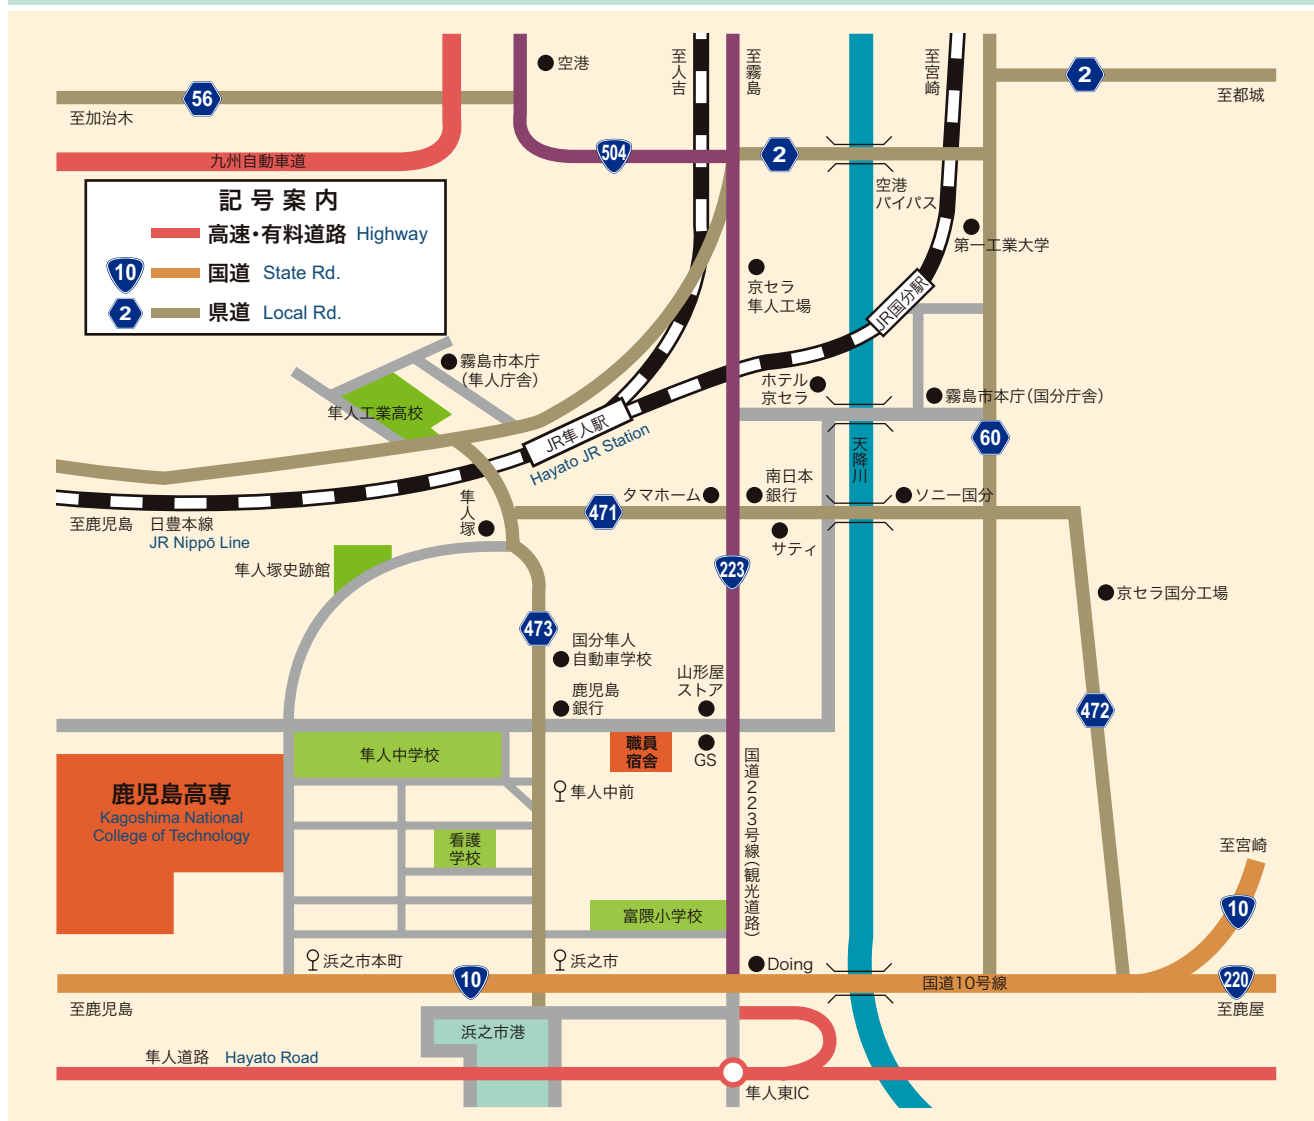 空港
至人吉
至霧島
至宮崎
2
至都城
56
至加治木
九州自動車道
504
2
空港
バイパス
記号案内
高速・有料道路 Highway
10 国道 State Rd.
2 県道 Local Rd.
第一工業大学
京セラ
隼人工場
JR国分駅
霧島市本庁
(隼人庁舎)
ホテル
京セラ
霧島市本庁(国分庁舎)
隼人工業高校
JR隼人駅
Hayato JR Station
60
天降川
タマホーム
南日本
銀行
ソニー国分
隼人塚
471
至鹿児島 日豊本線
JR Nippō Line
サティ
隼人塚史跡館
223
京セラ国分工場
473
国分隼人
自動車学校
山形屋
ストア
鹿児島
銀行
472
隼人中学校
職員
宿舎
GS
国道223号線(観光道路)
鹿児島高専
Kagoshima National
College of Technology
隼人中前
看護
学校
至宮崎
富隈小学校
10
浜之市本町
浜之市
Doing
10
国道10号線
220
至鹿児島
至鹿屋
浜之市港
隼人道路 Hayato Road
隼人東IC